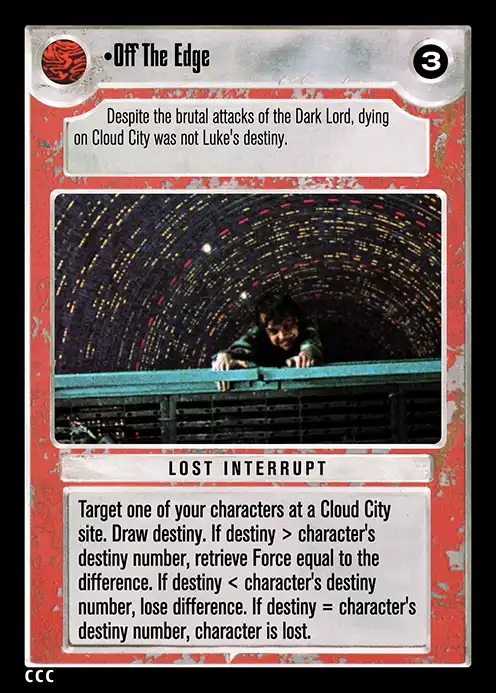 •Off The Edge
3
Despite the brutal attacks of the Dark Lord, dying
on Cloud City was not Luke's destiny.
LOST INTERRUPT
Target one of your characters at a Cloud City
site. Draw destiny. If destiny > character's
destiny number, retrieve Force equal to the
difference. If destiny < character's destiny
number, lose difference. If destiny = character's
destiny number, character is lost.
CCC